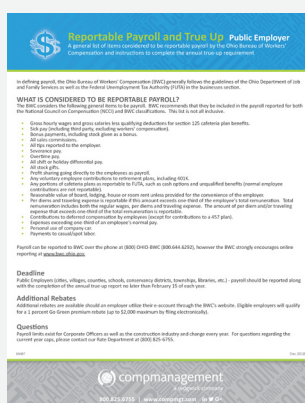 Reportable Payroll and True Up Public Employer
A general list of items considered to be reportable payroll by the Ohio Bureau of Workers'
Compensation and instructions to complete the annual true up report
In defining payroll, the Ohio Bureau of Workers' Compensation (BWC) generally follows the guidelines of the Ohio Department of Job
and Family Services as well as the Federal Unemployment Tax Authority (FUTA) in the businesses section.
WHAT IS CONSIDERED TO BE REPORTABLE PAYROLL?
The BWC considers the following general items to be payroll. BWC recommends that they be included in the payroll reported for both
the National Council on Compensation (NCCI) and BWC classifications. This list is not all inclusive.
• Gross hourly wages and gross salaries less qualifying deductions for section 125 cafeteria plan benefits.
• Sick pay (including third party, excluding workers' compensation).
• Bonus payments, including stock given as a bonus.
• All sales commissions.
• All tips reported to the employer.
• Severance pay.
• Overtime pay.
• All shift or holiday differential pay.
• All stock gifts.
• Profit sharing going directly to the employees as payroll.
• Any voluntary employee contributions to retirement plans, including 401K.
• Any portions of cafeteria plans as reportable to FUTA, such as cash options and unqualified benefits (normal employee
contributions are not reportable).
• Reasonable value of board, lodging, house or room rent unless provided for the convenience of the employer.
• Per diems and traveling expense is reportable if this amount exceeds one-third of the employee's total remuneration. Total
remuneration includes both the regular wages, per-diems and traveling expense. The amount of per diem and/or traveling
expense that exceeds one-third of the total remuneration is reportable.
• Contributions to deferred compensation by employees (except for contributions to a 457 plan).
• Expenses exceeding one-third of an employee's normal pay.
• Personal use of company car.
• Payments to casual/spot labor.
Payroll can be reported to BWC over the phone at (800) OHIO-BWC (800.644.6292), however the BWC strongly encourages online
reporting at www.bwc.ohio.gov.
Deadline
Public Employers (cities, villages, counties, schools, conservancy districts, townships, libraries, etc.) - payroll should be reported along
with the completion of the annual true-up report no later than February 15 of each year.
Additional Rebates
Additional rebates are available should an employer utilize their e-account through the BWC's website. Eligible employers will qualify
for a 1 percent Go Green premium rebate (up to $2,000 maximum by filing electronically).
Questions
Payroll limits exist for Corporate Officers as well as the construction industry and change every year. For questions regarding the
current year caps, please contact our Rate Department at (800) 825-6755.
compmanagement
800.825.6755 | www.compmgt.com